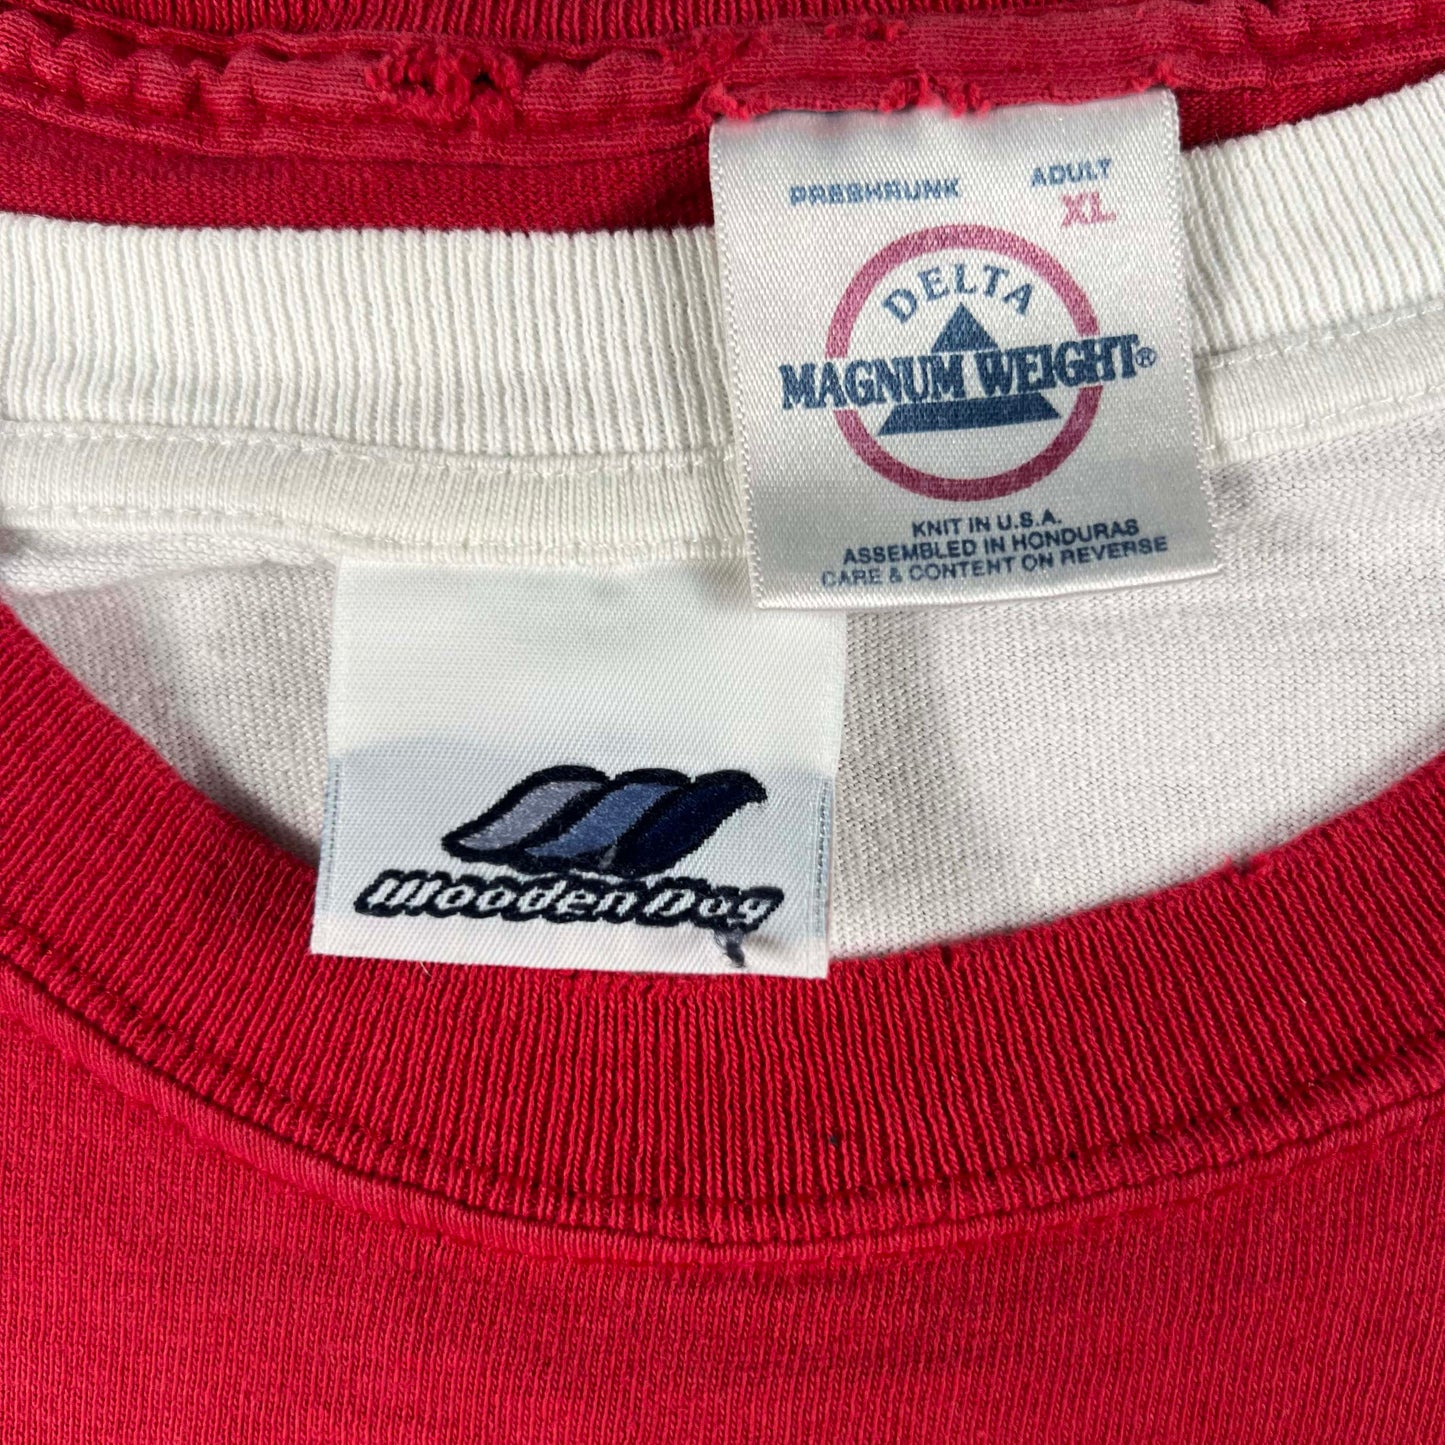 PRESHRUNK
ADULT
XL
DELTA
MAGNUM WEIGHT®
KNIT IN U.S.A.
ASSEMBLED IN HONDURAS
CARE & CONTENT ON REVERSE
Wooden Dog